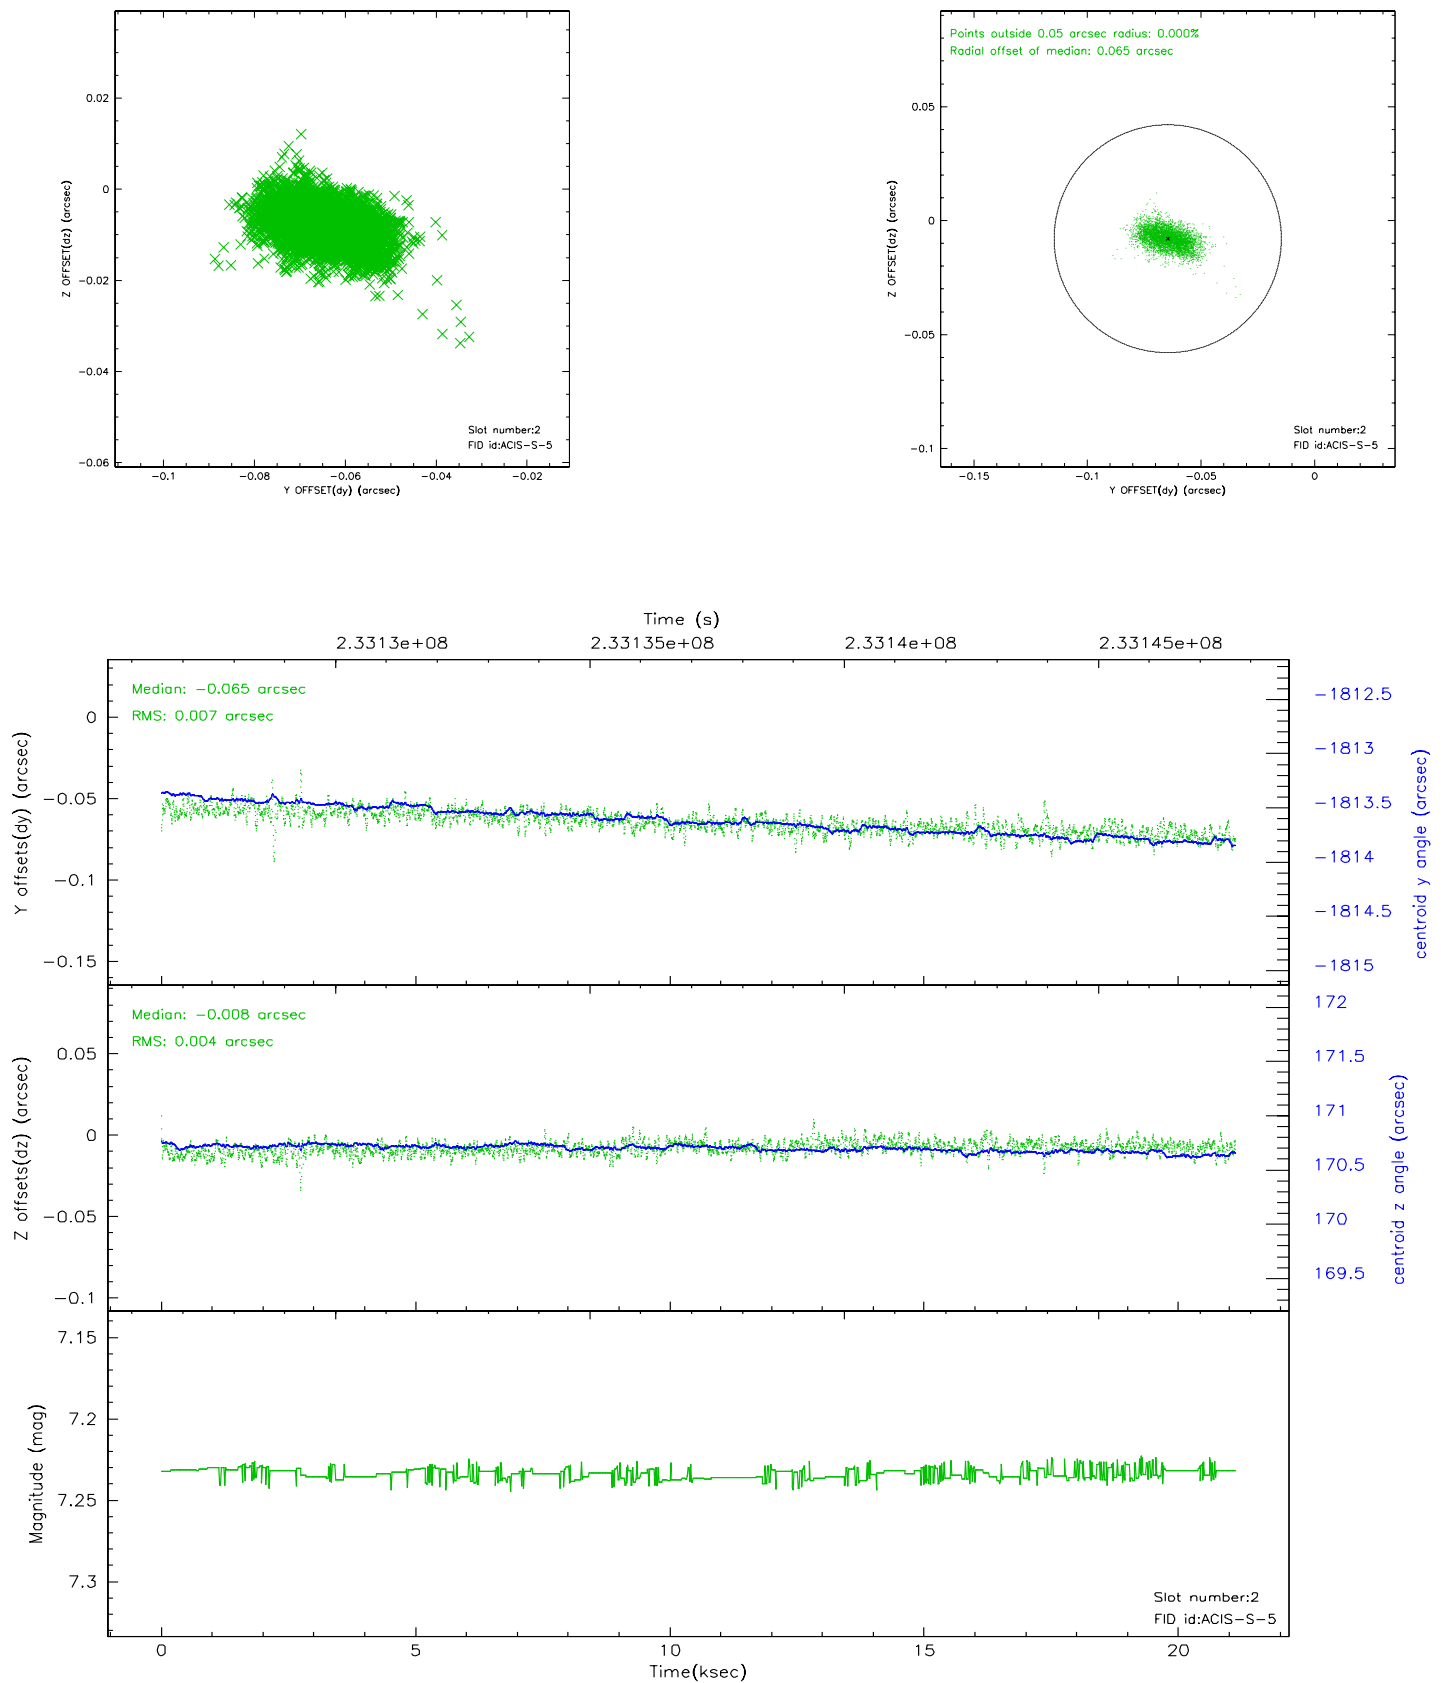 0.02
0
-0.02
-0.04
-0.06
Z OFFSET(dz) (arcsec)
-0.1
-0.08
-0.06
-0.04
-0.02
Y OFFSET(dy) (arcsec)
Slot number:2
FID id:ACIS-S-5
Points outside 0.05 arcsec radius: 0.000%
Radial offset of median: 0.065 arcsec
0.05
0
-0.05
-0.1
Z OFFSET(dz) (arcsec)
-0.15
-0.1
-0.05
0
Y OFFSET(dy) (arcsec)
Slot number:2
FID id:ACIS-S-5
Time (s)
2.3313e+08
2.33135e+08
2.3314e+08
2.33145e+08
Median: -0.065 arcsec
RMS: 0.007 arcsec
0
-0.05
-0.1
-0.15
Y offsets(dy) (arcsec)
-1812.5
-1813
-1813.5
-1814
-1814.5
-1815
centroid y angle (arcsec)
Median: -0.008 arcsec
RMS: 0.004 arcsec
0.05
0
-0.05
-0.1
Z offsets(dz) (arcsec)
172
171.5
171
170.5
170
169.5
centroid z angle (arcsec)
7.15
7.2
7.25
7.3
Magnitude (mag)
Slot number:2
FID id:ACIS-S-5
0
5
10
15
20
Time(ksec)